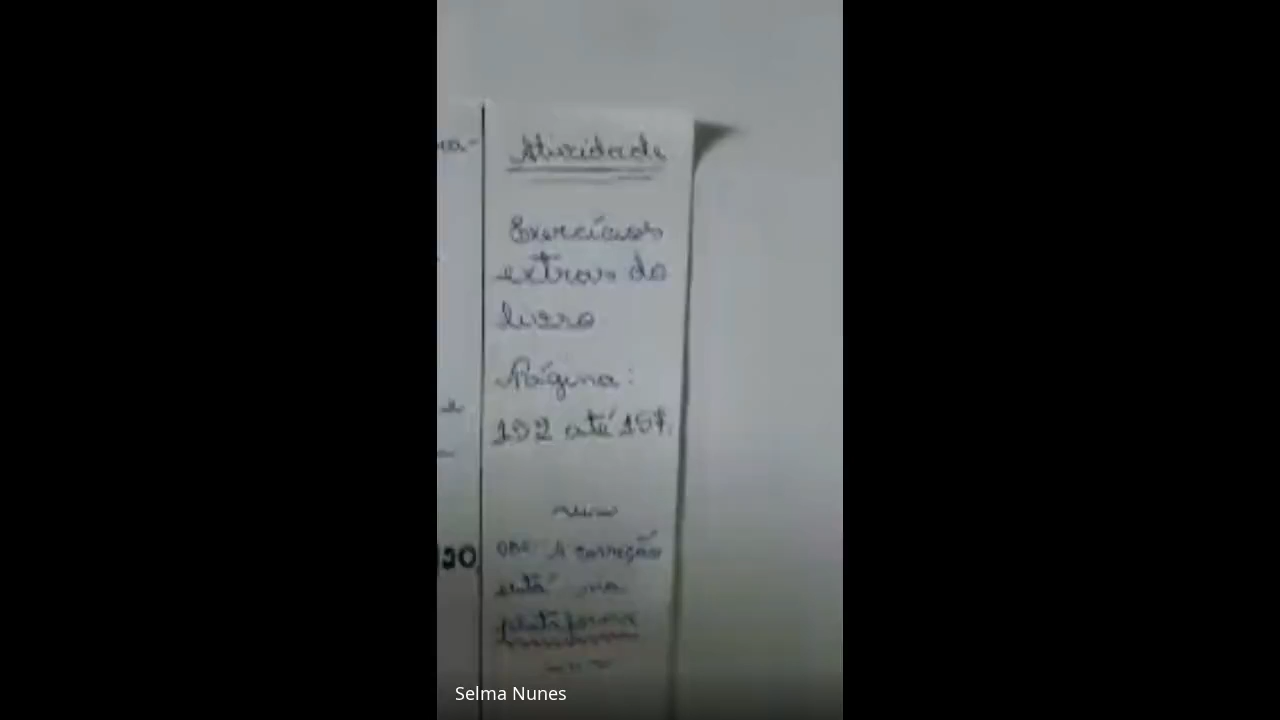 Atividade
Exercícios
extras do
livro
Página:
192 até 197.
OBS: A correção
está na
plataforma
Selma Nunes